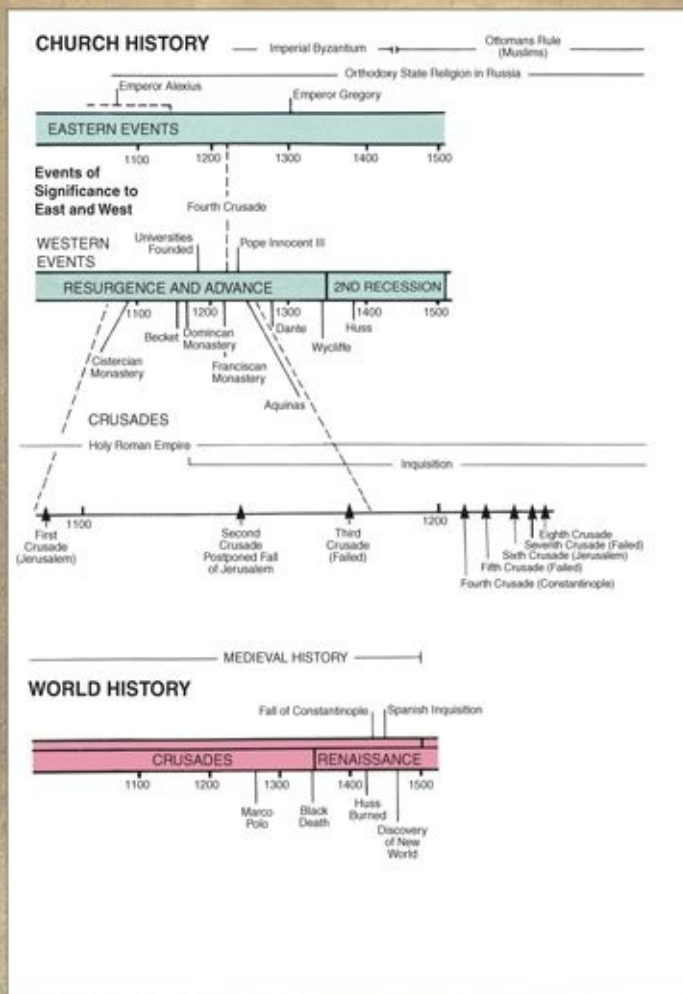 CHURCH HISTORY
Imperial Byzantium
Ottomans Rule
(Muslims)
Orthodoxy State Religion in Russia
Emperor Alexius
Emperor Gregory
EASTERN EVENTS
1100 1200 1300 1400 1500
Events of
Significance to
East and West
Fourth Crusade
WESTERN
EVENTS
Universities
Founded
Pope Innocent III
RESURGENCE AND ADVANCE
2ND RECESSION
1100 1200 1300 1400 1500
Cistercian
Monastery
Becket
Domincan
Monastery
Franciscan
Monastery
Aquinas
Dante
Wycliffe
Huss
CRUSADES
Holy Roman Empire
Inquisition
1100 1200
First
Crusade
(Jerusalem)
Second
Crusade
Postponed Fall
of Jerusalem
Third
Crusade
(Failed)
Eighth Crusade
Seventh Crusade (Failed)
Sixth Crusade (Jerusalem)
Fifth Crusade (Failed)
Fourth Crusade (Constantinople)
MEDIEVAL HISTORY
WORLD HISTORY
Fall of Constantinople
Spanish Inquisition
CRUSADES
RENAISSANCE
1100 1200 1300 1400 1500
Marco
Polo
Black
Death
Huss
Burned
Discovery
of New
World